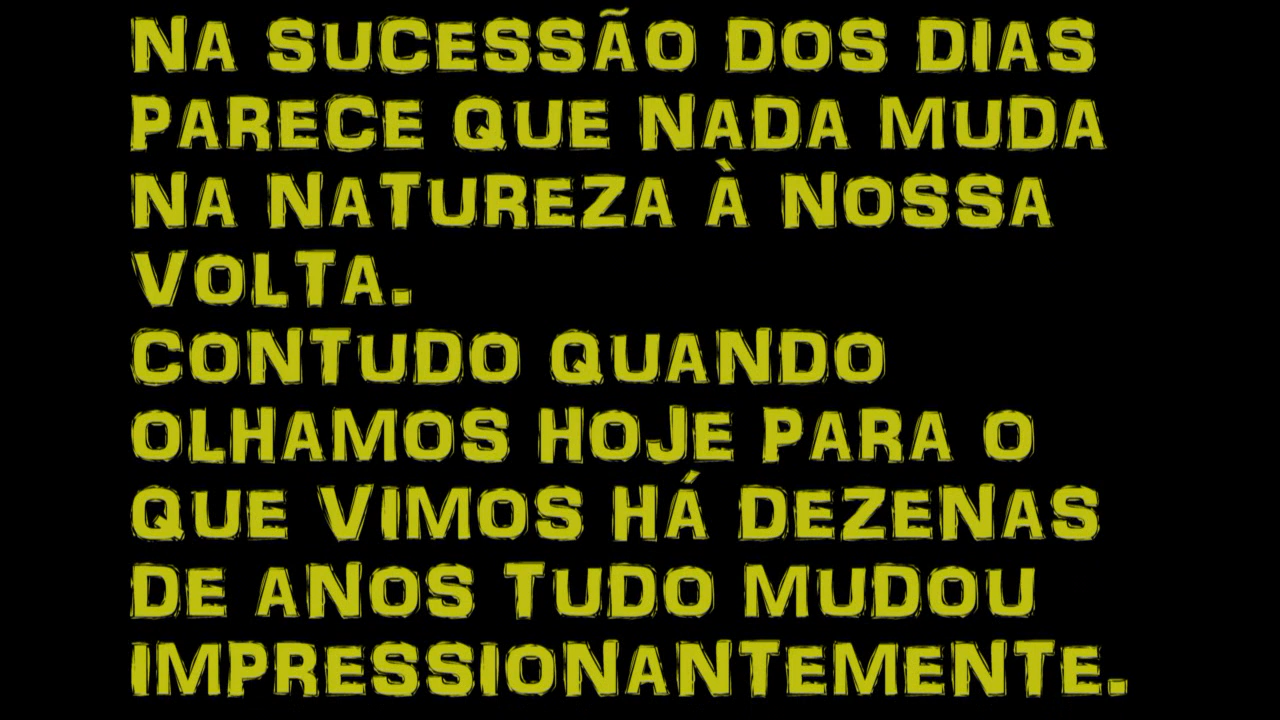 NA SUCESSÃO DOS DIAS
PARECE QUE NADA MUDA
NA NATUREZA À NOSSA
VOLTA.
CONTUDO QUANDO
OLHAMOS HOJE PARA O
QUE VIMOS HÁ DEZENAS
DE ANOS TUDO MUDOU
IMPRESSIONANTEMENTE.